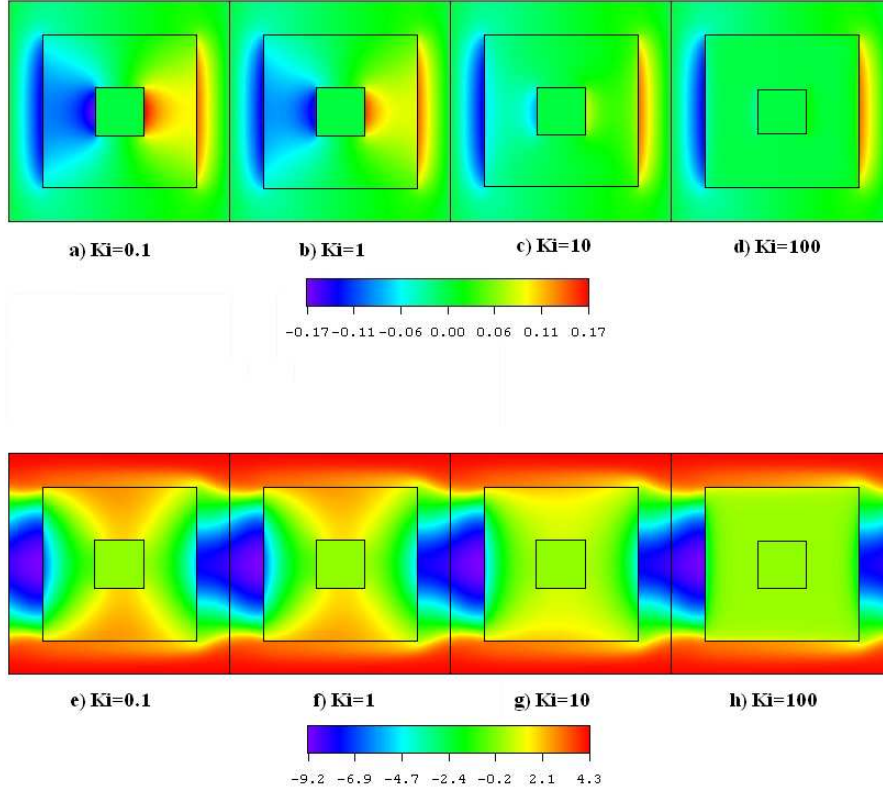 a) Ki=0.1 b) Ki=1 c) Ki=10 d) Ki=100
-0.17 -0.11 -0.06 0.00 0.06 0.11 0.17
e) Ki=0.1 f) Ki=1 g) Ki=10 h) Ki=100
-9.2 -6.9 -4.7 -2.4 -0.2 2.1 4.3